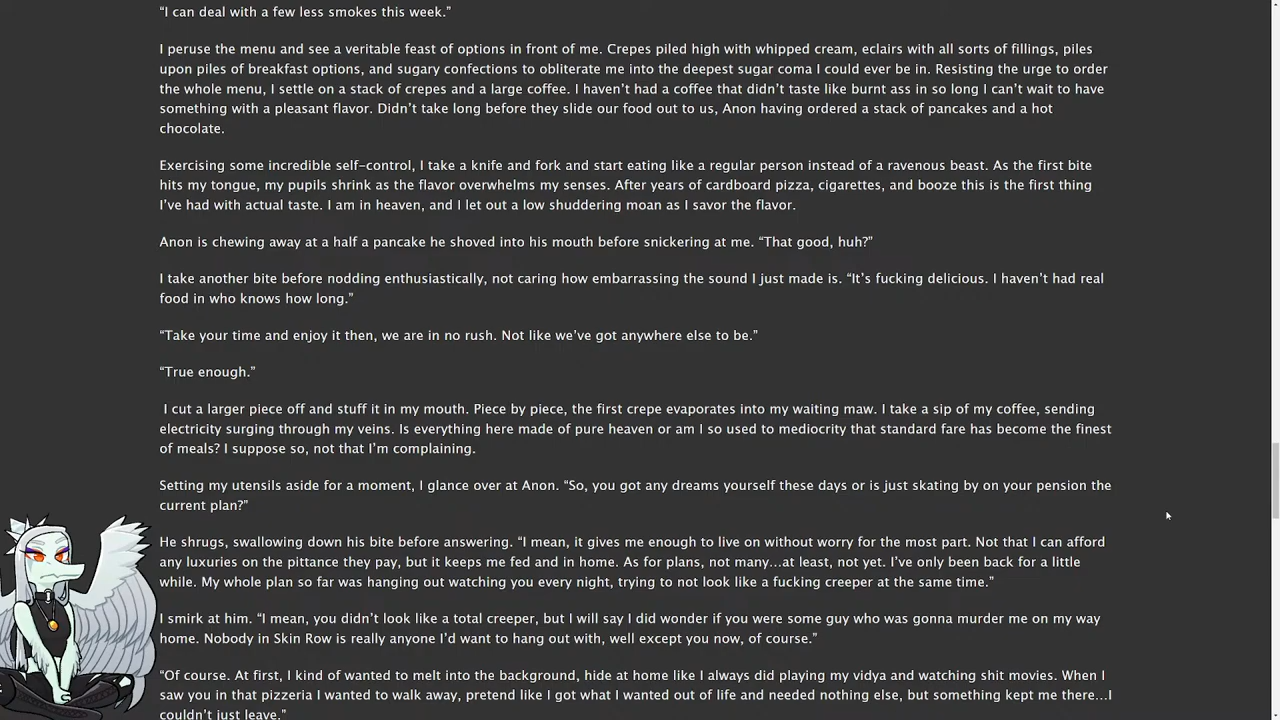 “I can deal with a few less smokes this week.”
I peruse the menu and see a veritable feast of options in front of me. Crepes piled high with whipped cream, eclairs with all sorts of fillings, piles
upon piles of breakfast options, and sugary confections to obliterate me into the deepest sugar coma I could ever be in. Resisting the urge to order
the whole menu, I settle on a stack of crepes and a large coffee. I haven’t had a coffee that didn’t taste like burnt ass in so long I can’t wait to have
something with a pleasant flavor. Didn’t take long before they slide our food out to us, Anon having ordered a stack of pancakes and a hot
chocolate.
Exercising some incredible self-control, I take a knife and fork and start eating like a regular person instead of a ravenous beast. As the first bite
hits my tongue, my pupils shrink as the flavor overwhelms my senses. After years of cardboard pizza, cigarettes, and booze this is the first thing
I’ve had with actual taste. I am in heaven, and I let out a low shuddering moan as I savor the flavor.
Anon is chewing away at a half a pancake he shoved into his mouth before snickering at me. “That good, huh?”
I take another bite before nodding enthusiastically, not caring how embarrassing the sound I just made is. “It’s fucking delicious. I haven’t had real
food in who knows how long.”
“Take your time and enjoy it then, we are in no rush. Not like we’ve got anywhere else to be.”
“True enough.”
I cut a larger piece off and stuff it in my mouth. Piece by piece, the first crepe evaporates into my waiting maw. I take a sip of my coffee, sending
electricity surging through my veins. Is everything here made of pure heaven or am I so used to mediocrity that standard fare has become the finest
of meals? I suppose so, not that I’m complaining.
Setting my utensils aside for a moment, I glance over at Anon. “So, you got any dreams yourself these days or is just skating by on your pension the
current plan?”
He shrugs, swallowing down his bite before answering. “I mean, it gives me enough to live on without worry for the most part. Not that I can afford
any luxuries on the pittance they pay, but it keeps me fed and in home. As for plans, not many…at least, not yet. I’ve only been back for a little
while. My whole plan so far was hanging out watching you every night, trying to not look like a fucking creeper at the same time.”
I smirk at him. “I mean, you didn’t look like a total creeper, but I will say I did wonder if you were some guy who was gonna murder me on my way
home. Nobody in Skin Row is really anyone I’d want to hang out with, well except you now, of course.”
“Of course. At first, I kind of wanted to melt into the background, hide at home like I always did playing my vidya and watching shit movies. When I
saw you in that pizzeria I wanted to walk away, pretend like I got what I wanted out of life and needed nothing else, but something kept me there…I
couldn’t just leave.”